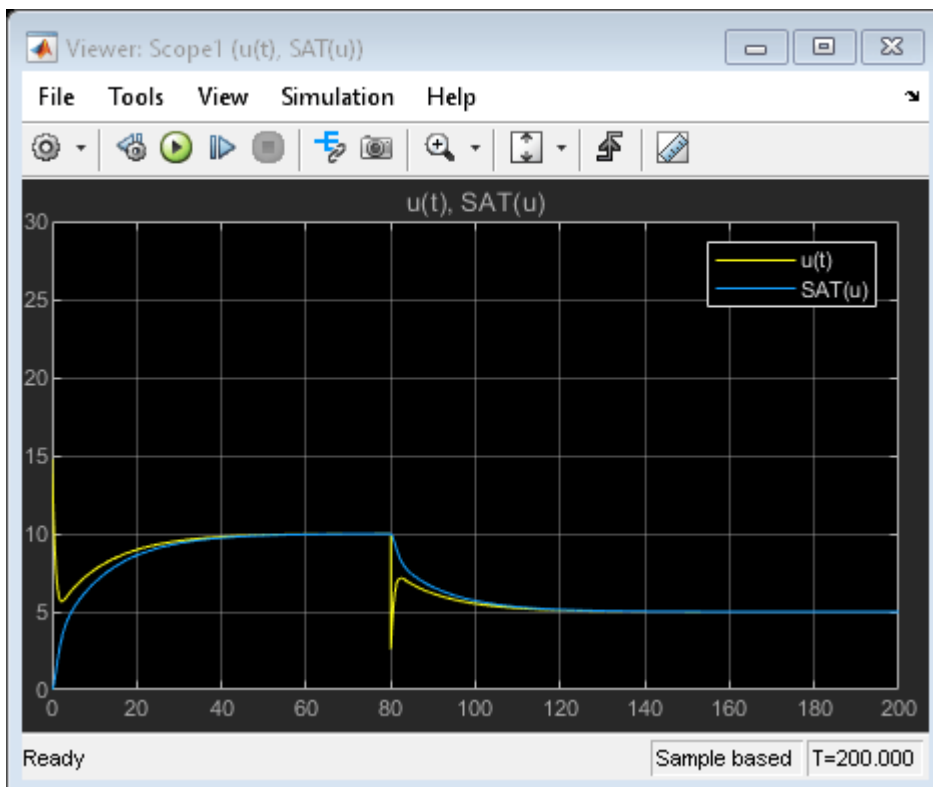 Viewer: Scope1 (u(t), SAT(u))
File Tools View Simulation Help
u(t), SAT(u)
30
u(t)
SAT(u)
25
20
15
10
5
0
0 20 40 60 80 100 120 140 160 180 200
Ready Sample based T=200.000